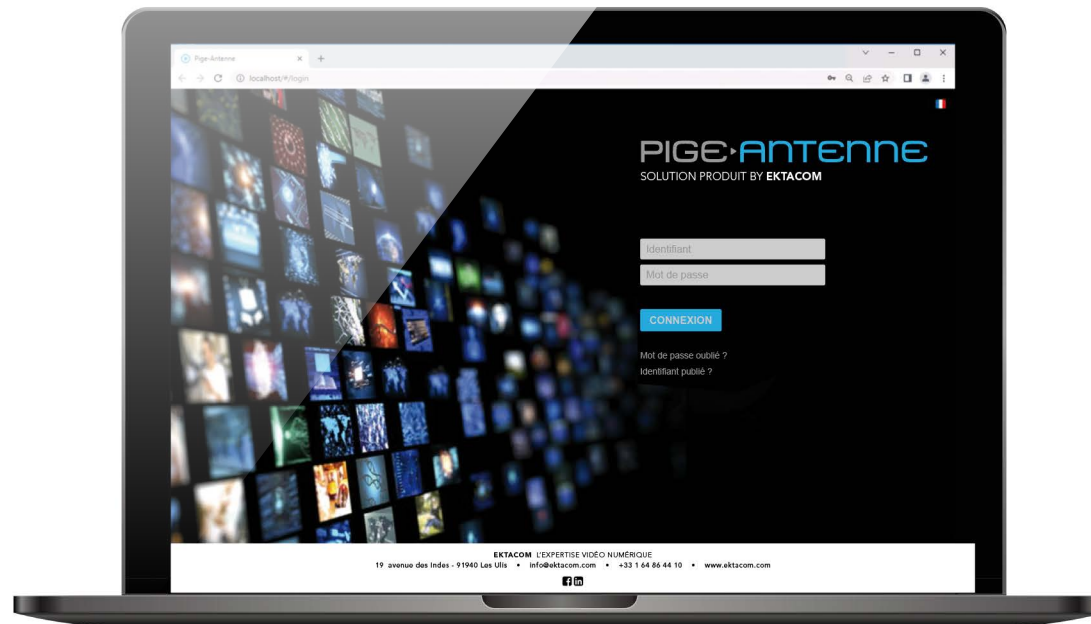 Pige-Antenne
localhost/#/login
PIGE ANTENNE
SOLUTION PRODUIT BY EKTACOM
Identifiant
Mot de passe
CONNEXION
Mot de passe oublié ?
Identifiant publié ?
EKTACOM L'EXPERTISE VIDÉO NUMÉRIQUE
19 avenue des Indes - 91940 Les Ulis • info@ektacom.com • +33 1 64 86 44 10 • www.ektacom.com
f in